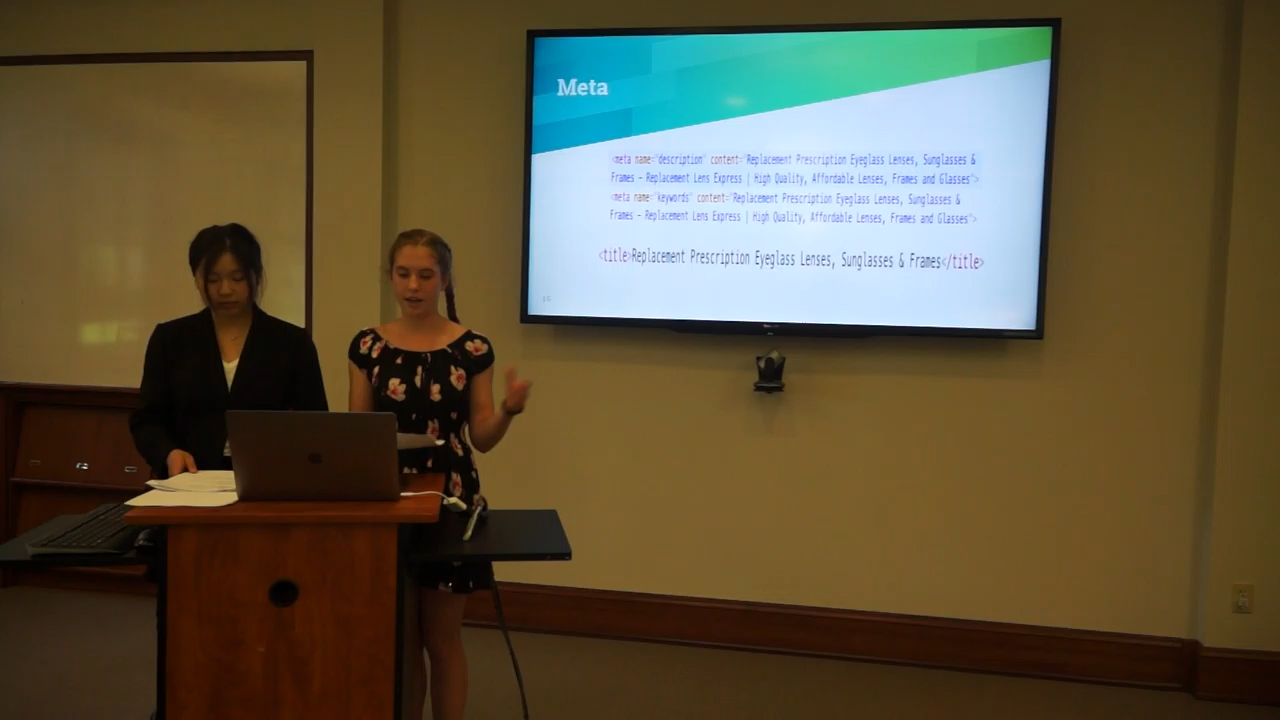 Meta
<meta name="description" content="Replacement Prescription Eyeglass Lenses, Sunglasses &
Frames – Replacement Lens Express | High Quality, Affordable Lenses, Frames and Glasses">
<meta name="keywords" content="Replacement Prescription Eyeglass Lenses, Sunglasses &
Frames – Replacement Lens Express | High Quality, Affordable Lenses, Frames and Glasses">
<title>Replacement Prescription Eyeglass Lenses, Sunglasses & Frames</title>
15